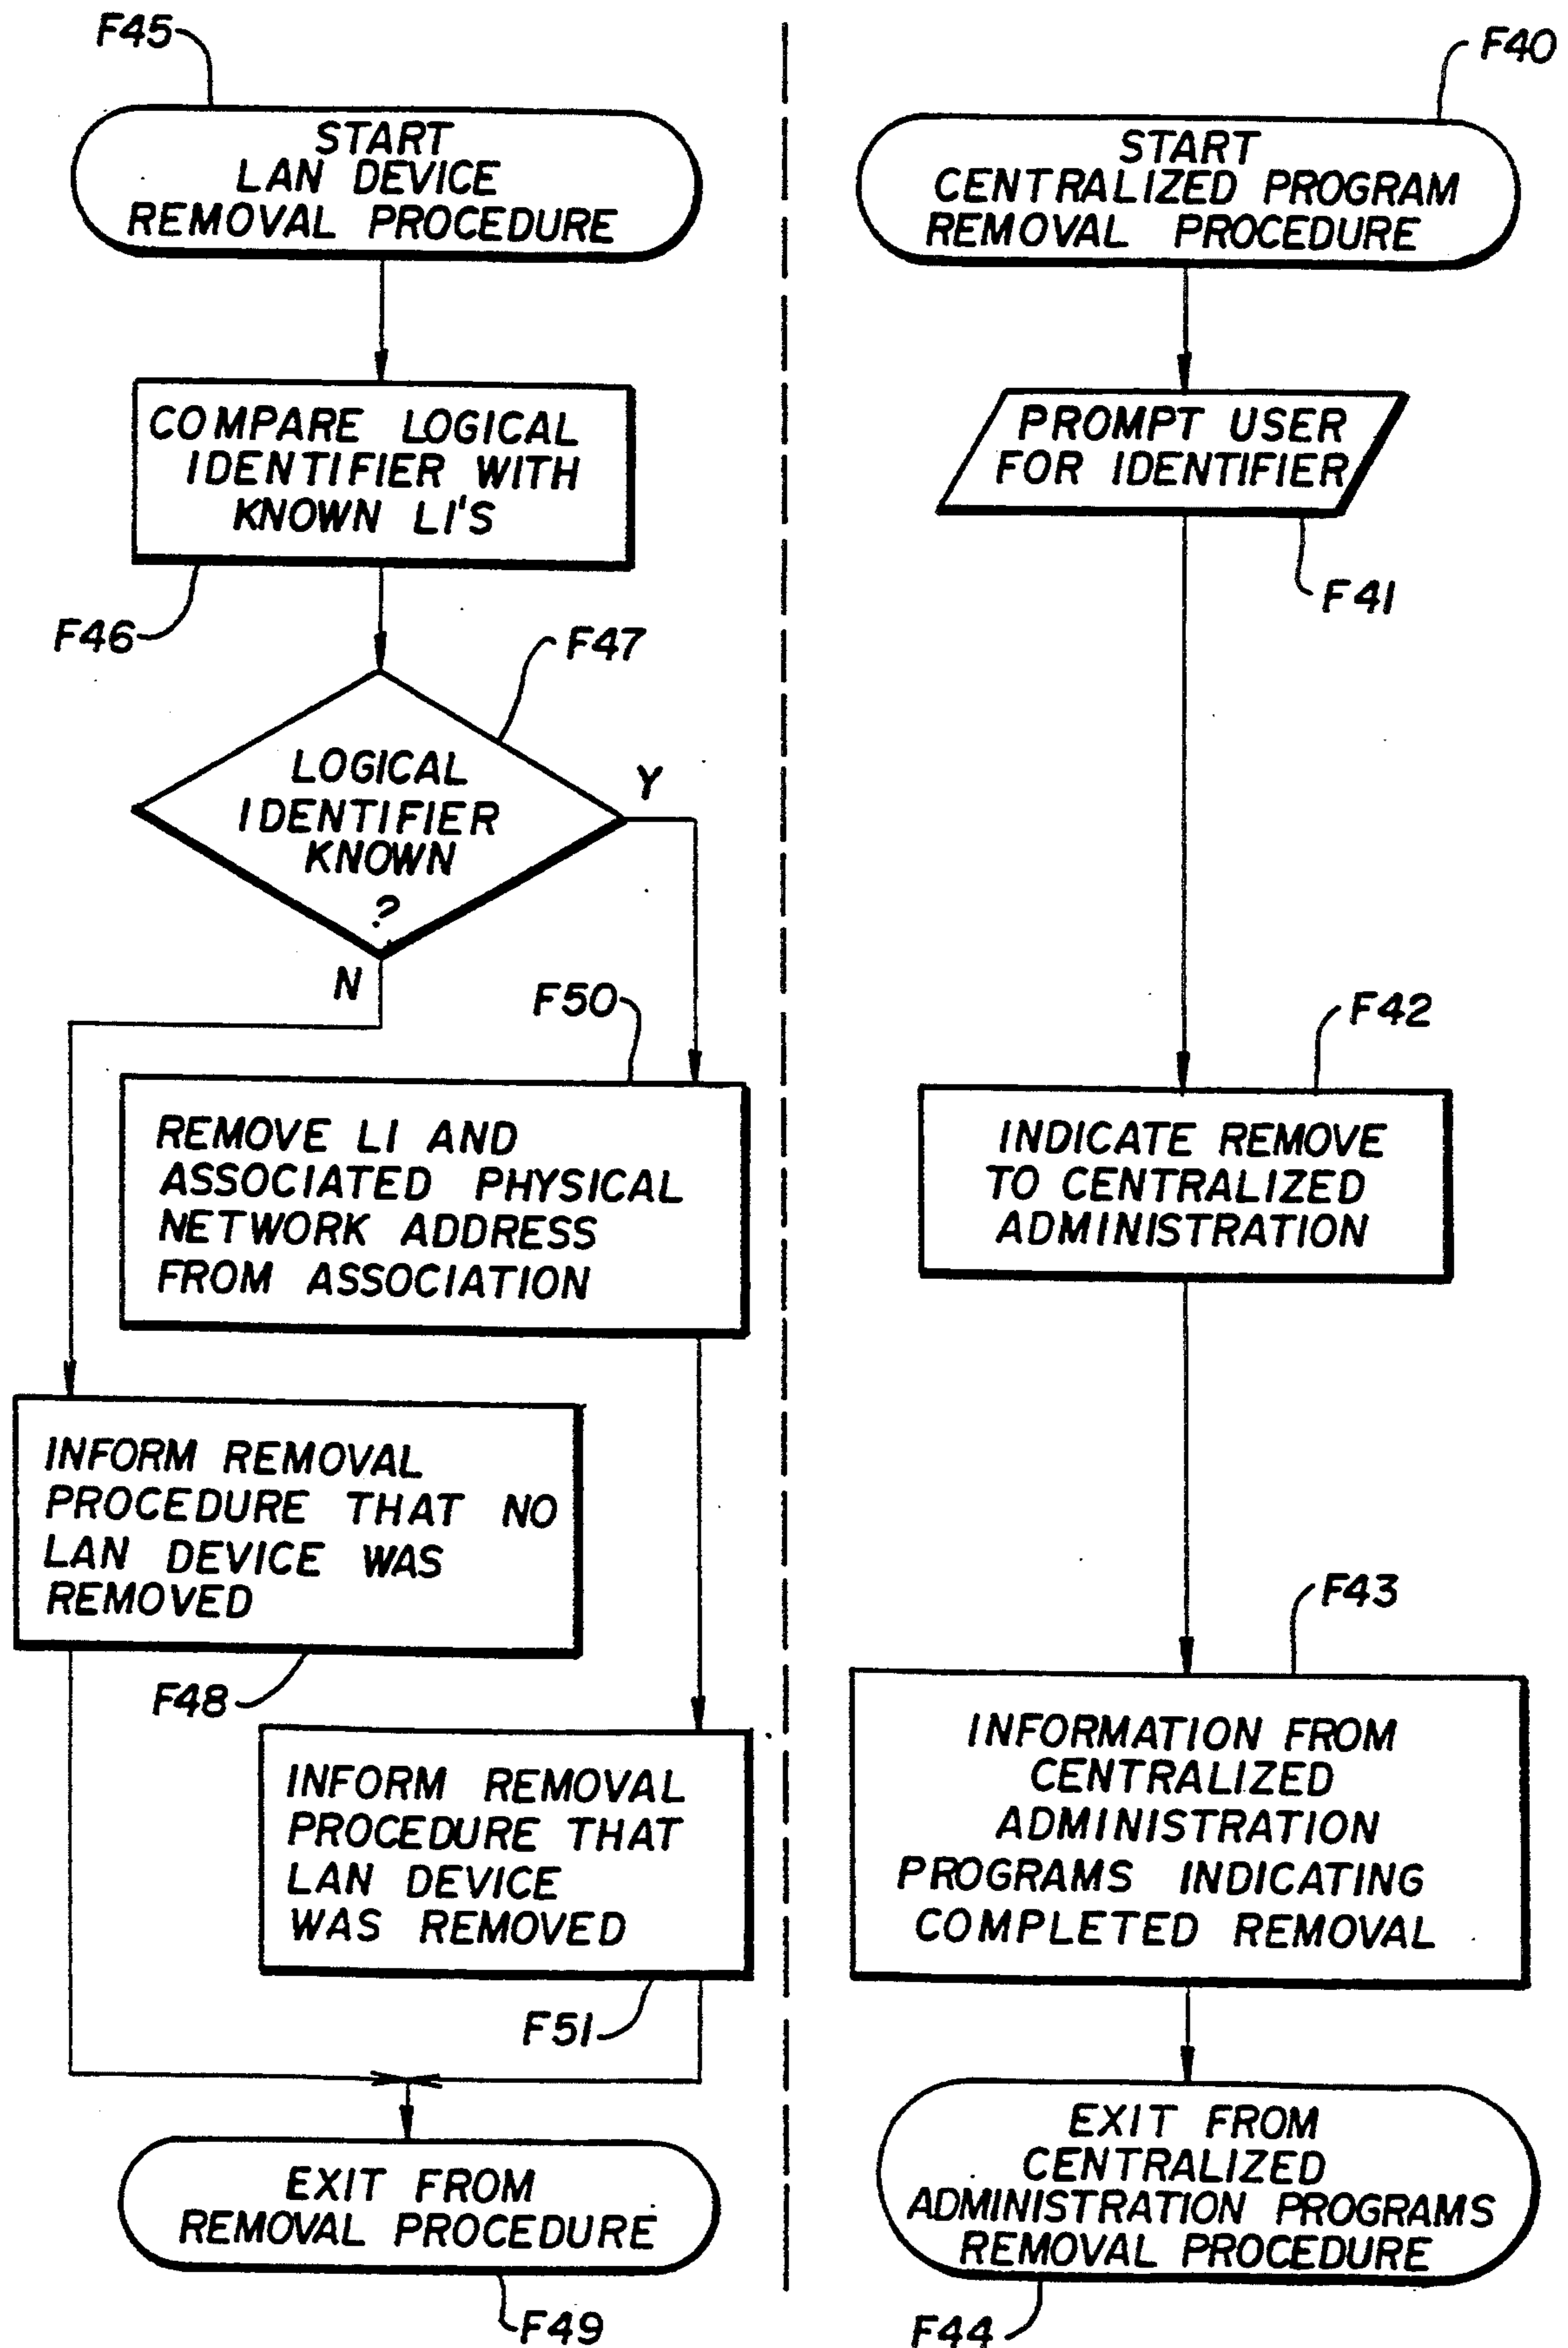 F45
START
LAN DEVICE
REMOVAL PROCEDURE
COMPARE LOGICAL
IDENTIFIER WITH
KNOWN LI'S
F46
F47
LOGICAL
IDENTIFIER
KNOWN
?
Y
N
F50
REMOVE LI AND
ASSOCIATED PHYSICAL
NETWORK ADDRESS
FROM ASSOCIATION
INFORM REMOVAL
PROCEDURE THAT NO
LAN DEVICE WAS
REMOVED
F48
INFORM REMOVAL
PROCEDURE THAT
LAN DEVICE
WAS REMOVED
F51
EXIT FROM
REMOVAL PROCEDURE
F49
F40
START
CENTRALIZED PROGRAM
REMOVAL PROCEDURE
PROMPT USER
FOR IDENTIFIER
F41
F42
INDICATE REMOVE
TO CENTRALIZED
ADMINISTRATION
F43
INFORMATION FROM
CENTRALIZED
ADMINISTRATION
PROGRAMS INDICATING
COMPLETED REMOVAL
EXIT FROM
CENTRALIZED
ADMINISTRATION PROGRAMS
REMOVAL PROCEDURE
F44